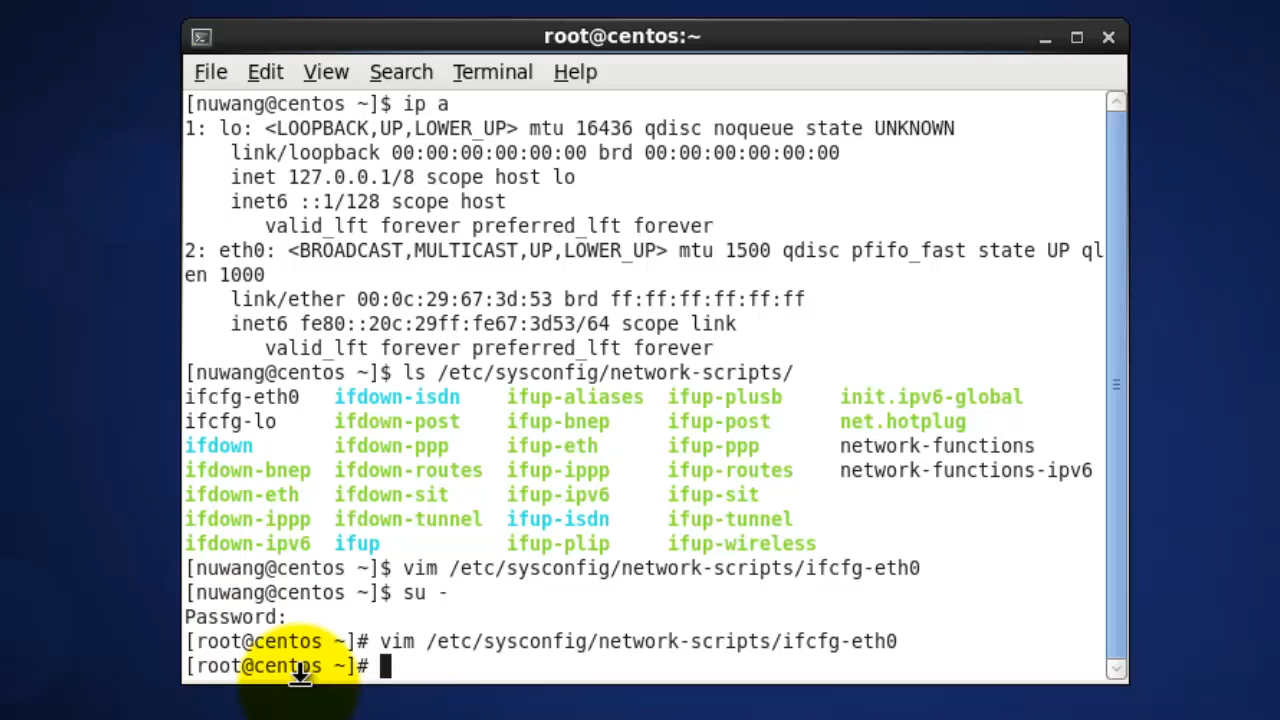 root@centos:~
File Edit View Search Terminal Help
[nuwang@centos ~]$ ip a
1: lo: <LOOPBACK,UP,LOWER_UP> mtu 16436 qdisc noqueue state UNKNOWN
    link/loopback 00:00:00:00:00:00 brd 00:00:00:00:00:00
    inet 127.0.0.1/8 scope host lo
    inet6 ::1/128 scope host
       valid_lft forever preferred_lft forever
2: eth0: <BROADCAST,MULTICAST,UP,LOWER_UP> mtu 1500 qdisc pfifo_fast state UP ql
en 1000
    link/ether 00:0c:29:67:3d:53 brd ff:ff:ff:ff:ff:ff
    inet6 fe80::20c:29ff:fe67:3d53/64 scope link
       valid_lft forever preferred_lft forever
[nuwang@centos ~]$ ls /etc/sysconfig/network-scripts/
ifcfg-eth0   ifdown-isdn    ifup-aliases  ifup-plusb     init.ipv6-global
ifcfg-lo     ifdown-post    ifup-bnep     ifup-post      net.hotplug
ifdown       ifdown-ppp     ifup-eth      ifup-ppp       network-functions
ifdown-bnep  ifdown-routes  ifup-ippp     ifup-routes    network-functions-ipv6
ifdown-eth   ifdown-sit     ifup-ipv6     ifup-sit
ifdown-ippp  ifdown-tunnel  ifup-isdn     ifup-tunnel
ifdown-ipv6  ifup           ifup-plip     ifup-wireless
[nuwang@centos ~]$ vim /etc/sysconfig/network-scripts/ifcfg-eth0
[nuwang@centos ~]$ su -
Password:
[root@centos ~]# vim /etc/sysconfig/network-scripts/ifcfg-eth0
[root@centos ~]#